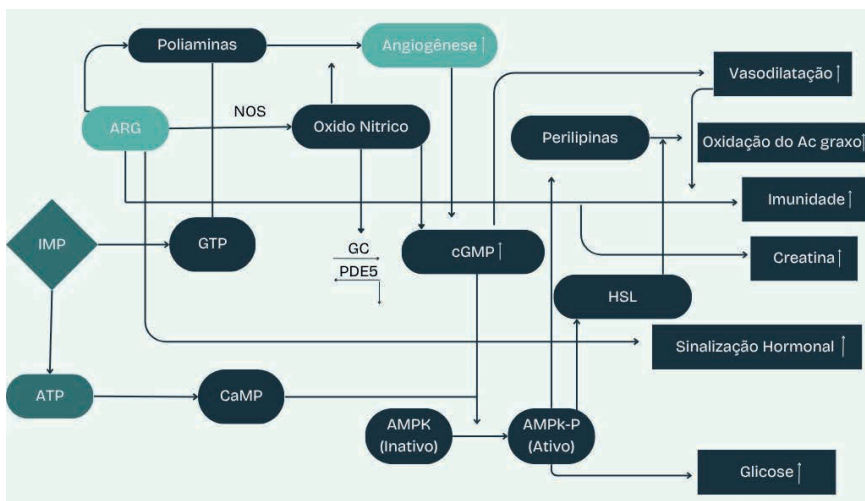 Poliaminas
Angiogênese ↑
Vasodilatação ↑
NOS
ARG
Oxido Nitrico
Perilipinas
Oxidação do Ac graxo ↑
Imunidade ↑
IMP
GTP
GC
PDE5
cGMP ↑
Creatina ↑
HSL
Sinalização Hormonal ↑
ATP
CaMP
AMPK
(Inativo)
AMPk-P
(Ativo)
Glicose ↑